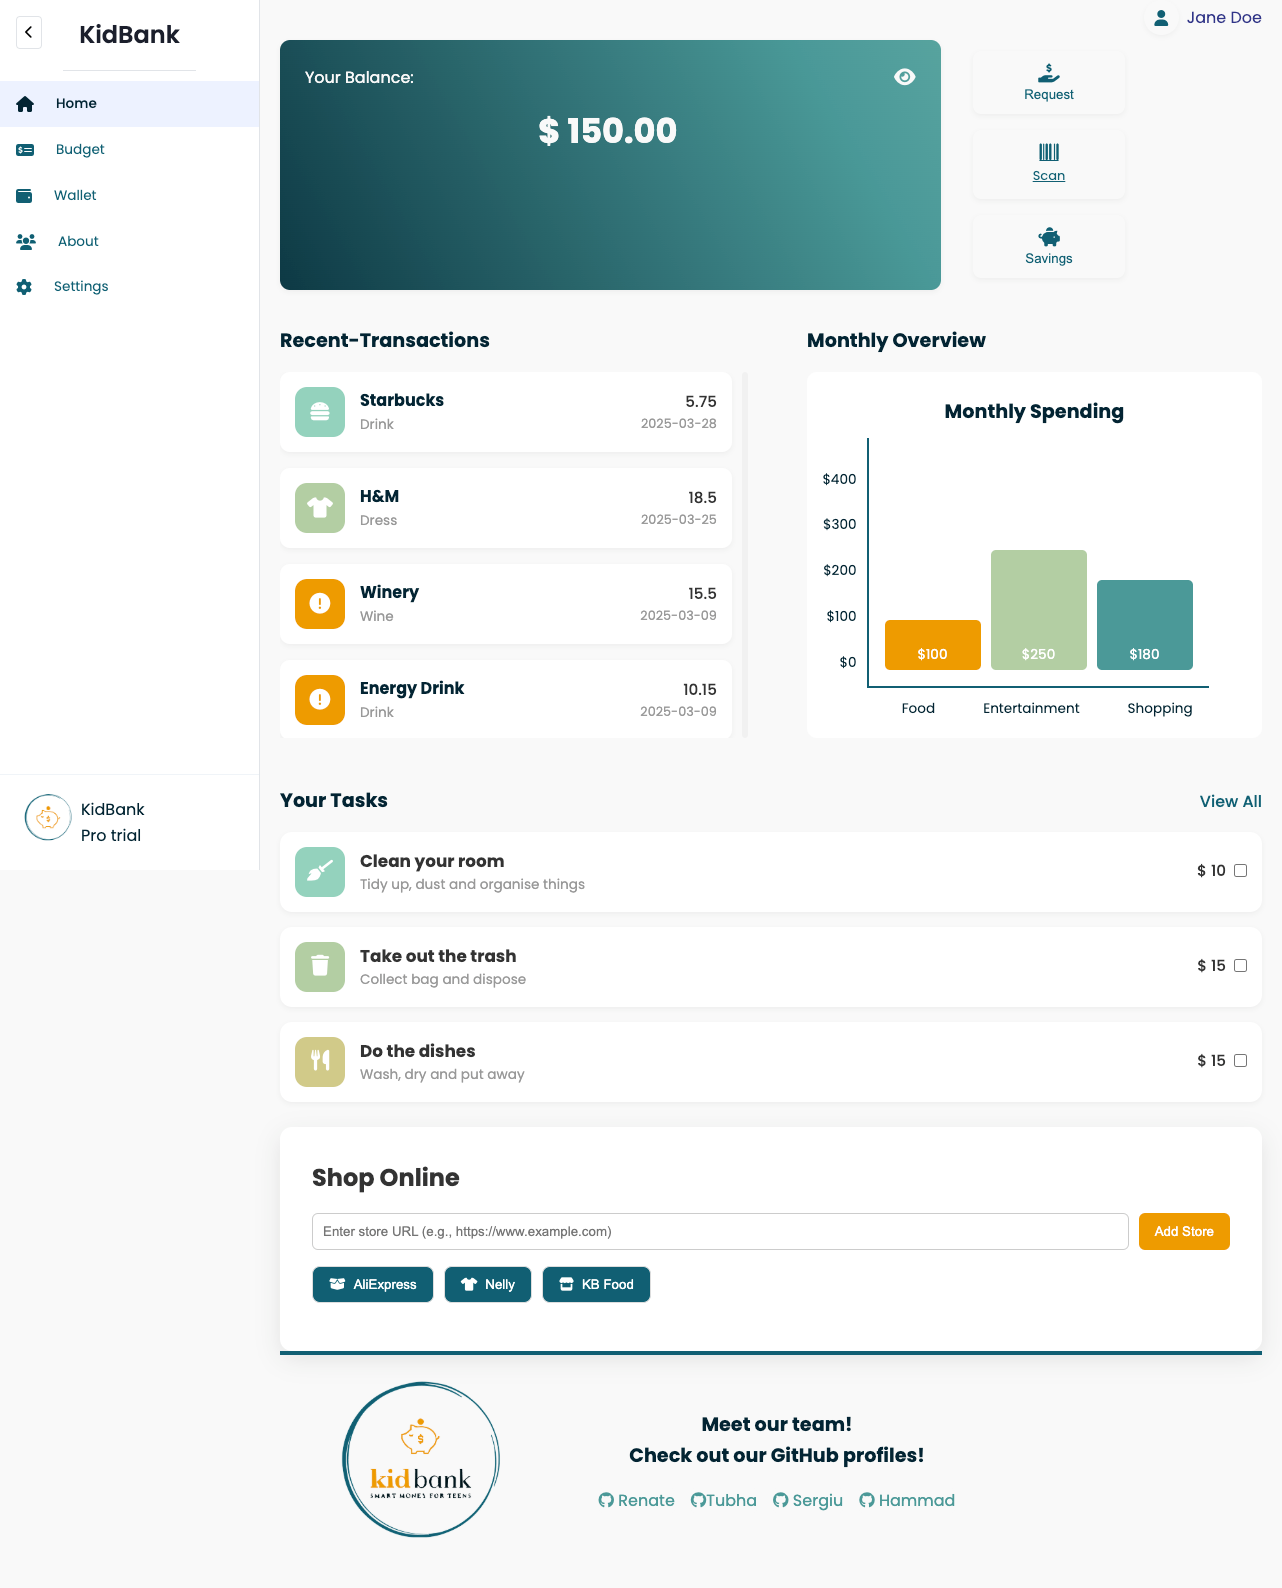 KidBank
Jane Doe
Home
Budget
Wallet
About
Settings
KidBank
Pro trial
Your Balance:
$ 150.00
Request
Scan
Savings
Recent-Transactions
Starbucks
5.75
Drink
2025-03-28
H&M
18.5
Dress
2025-03-25
Winery
15.5
Wine
2025-03-09
Energy Drink
10.15
Drink
2025-03-09
Monthly Overview
Monthly Spending
$400
$300
$200
$100
$0
$100
$250
$180
Food
Entertainment
Shopping
Your Tasks
View All
Clean your room
Tidy up, dust and organise things
$ 10
Take out the trash
Collect bag and dispose
$ 15
Do the dishes
Wash, dry and put away
$ 15
Shop Online
Enter store URL (e.g., https://www.example.com)
Add Store
AliExpress
Nelly
KB Food
kidbank
SMART MONEY FOR TEENS
Meet our team!
Check out our GitHub profiles!
Renate
Tubha
Sergiu
Hammad